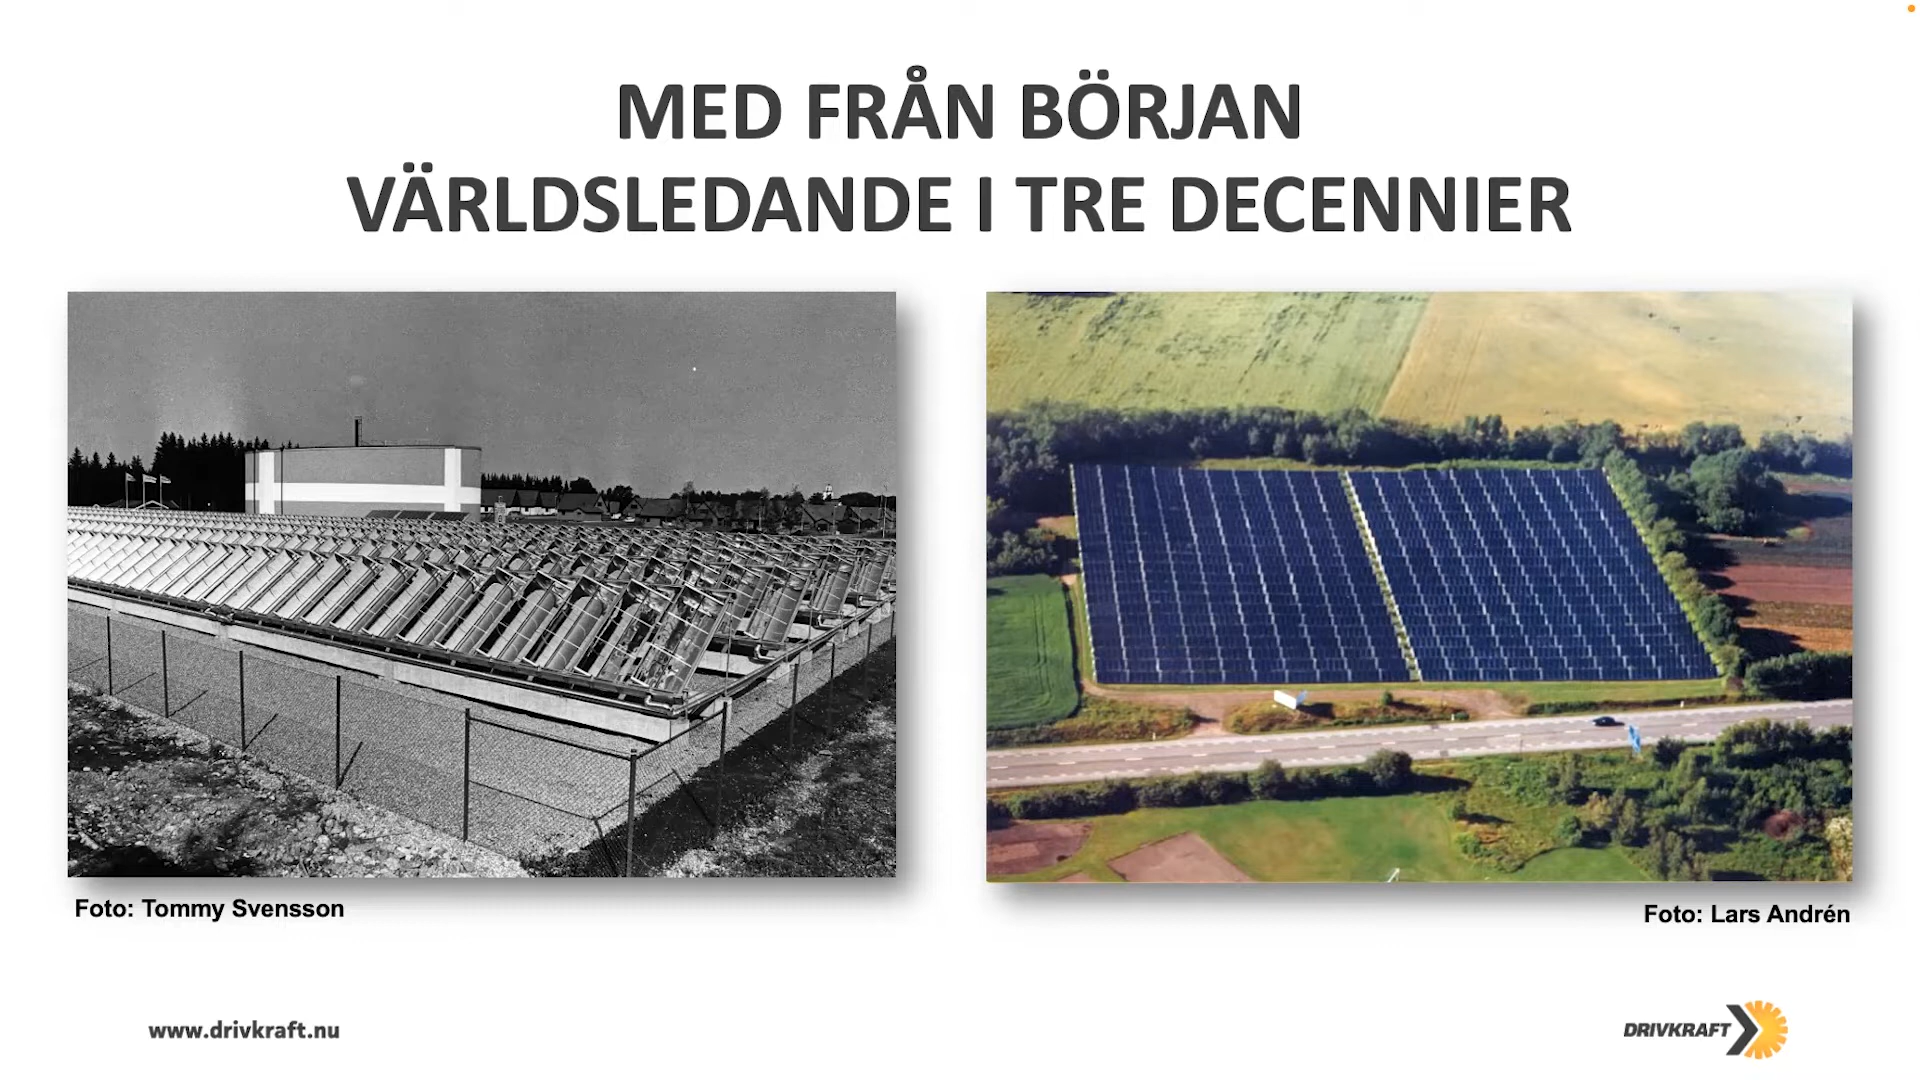 MED FRÅN BÖRJAN
VÄRLDSLEDANDE I TRE DECENNIER
Foto: Tommy Svensson
Foto: Lars Andrén
www.drivkraft.nu
DRIVKRAFT